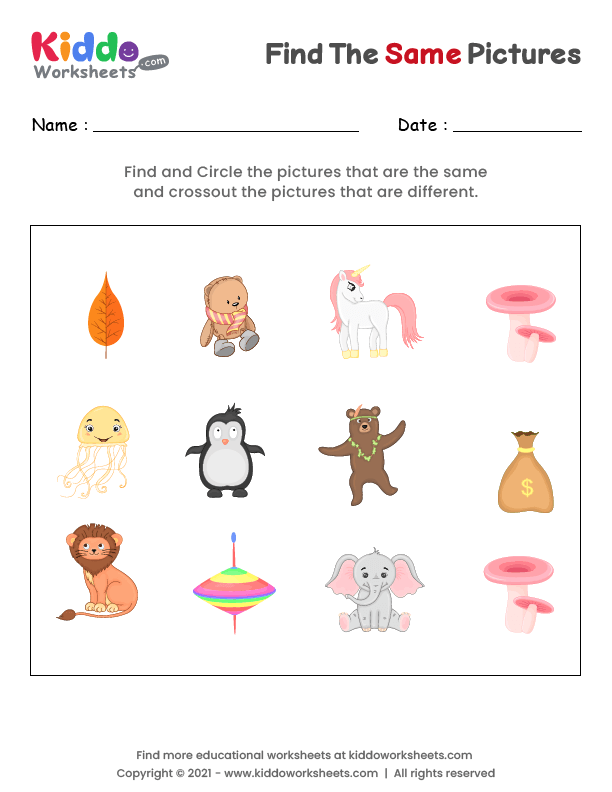 Kiddo
Worksheets.com
Find The Same Pictures
Name :
Date :
Find and Circle the pictures that are the same
and crossout the pictures that are different.
$
Find more educational worksheets at kiddoworksheets.com
Copyright © 2021 - www.kiddoworksheets.com | All rights reserved